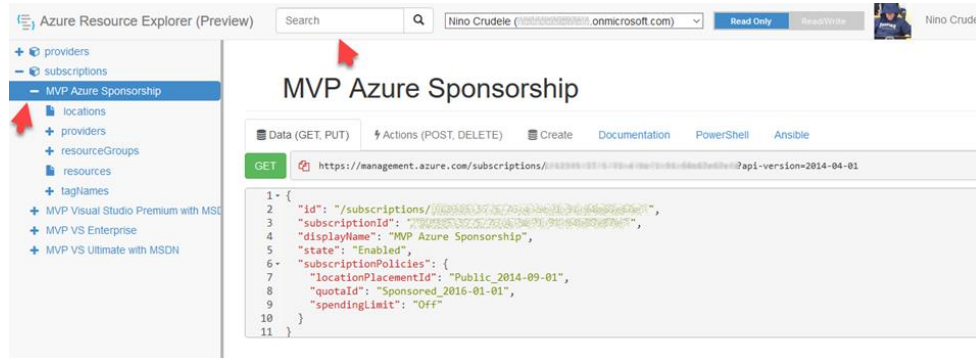 Azure Resource Explorer (Preview)
Search
Nino Crudele ( .onmicrosoft.com)
Read Only
Read/Write
Nino Crude
providers
subscriptions
MVP Azure Sponsorship
locations
providers
resourceGroups
resources
tagNames
MVP Visual Studio Premium with MSD
MVP VS Enterprise
MVP VS Ultimate with MSDN
MVP Azure Sponsorship
Data (GET, PUT)
Actions (POST, DELETE)
Create
Documentation
PowerShell
Ansible
GET
https://management.azure.com/subscriptions/ ?api-version=2014-04-01
1 {
2 "id": "/subscriptions/ ",
3 "subscriptionId": " ",
4 "displayName": "MVP Azure Sponsorship",
5 "state": "Enabled",
6 "subscriptionPolicies": {
7 "locationPlacementId": "Public_2014-09-01",
8 "quotaId": "Sponsored_2016-01-01",
9 "spendingLimit": "Off"
10 }
11 }